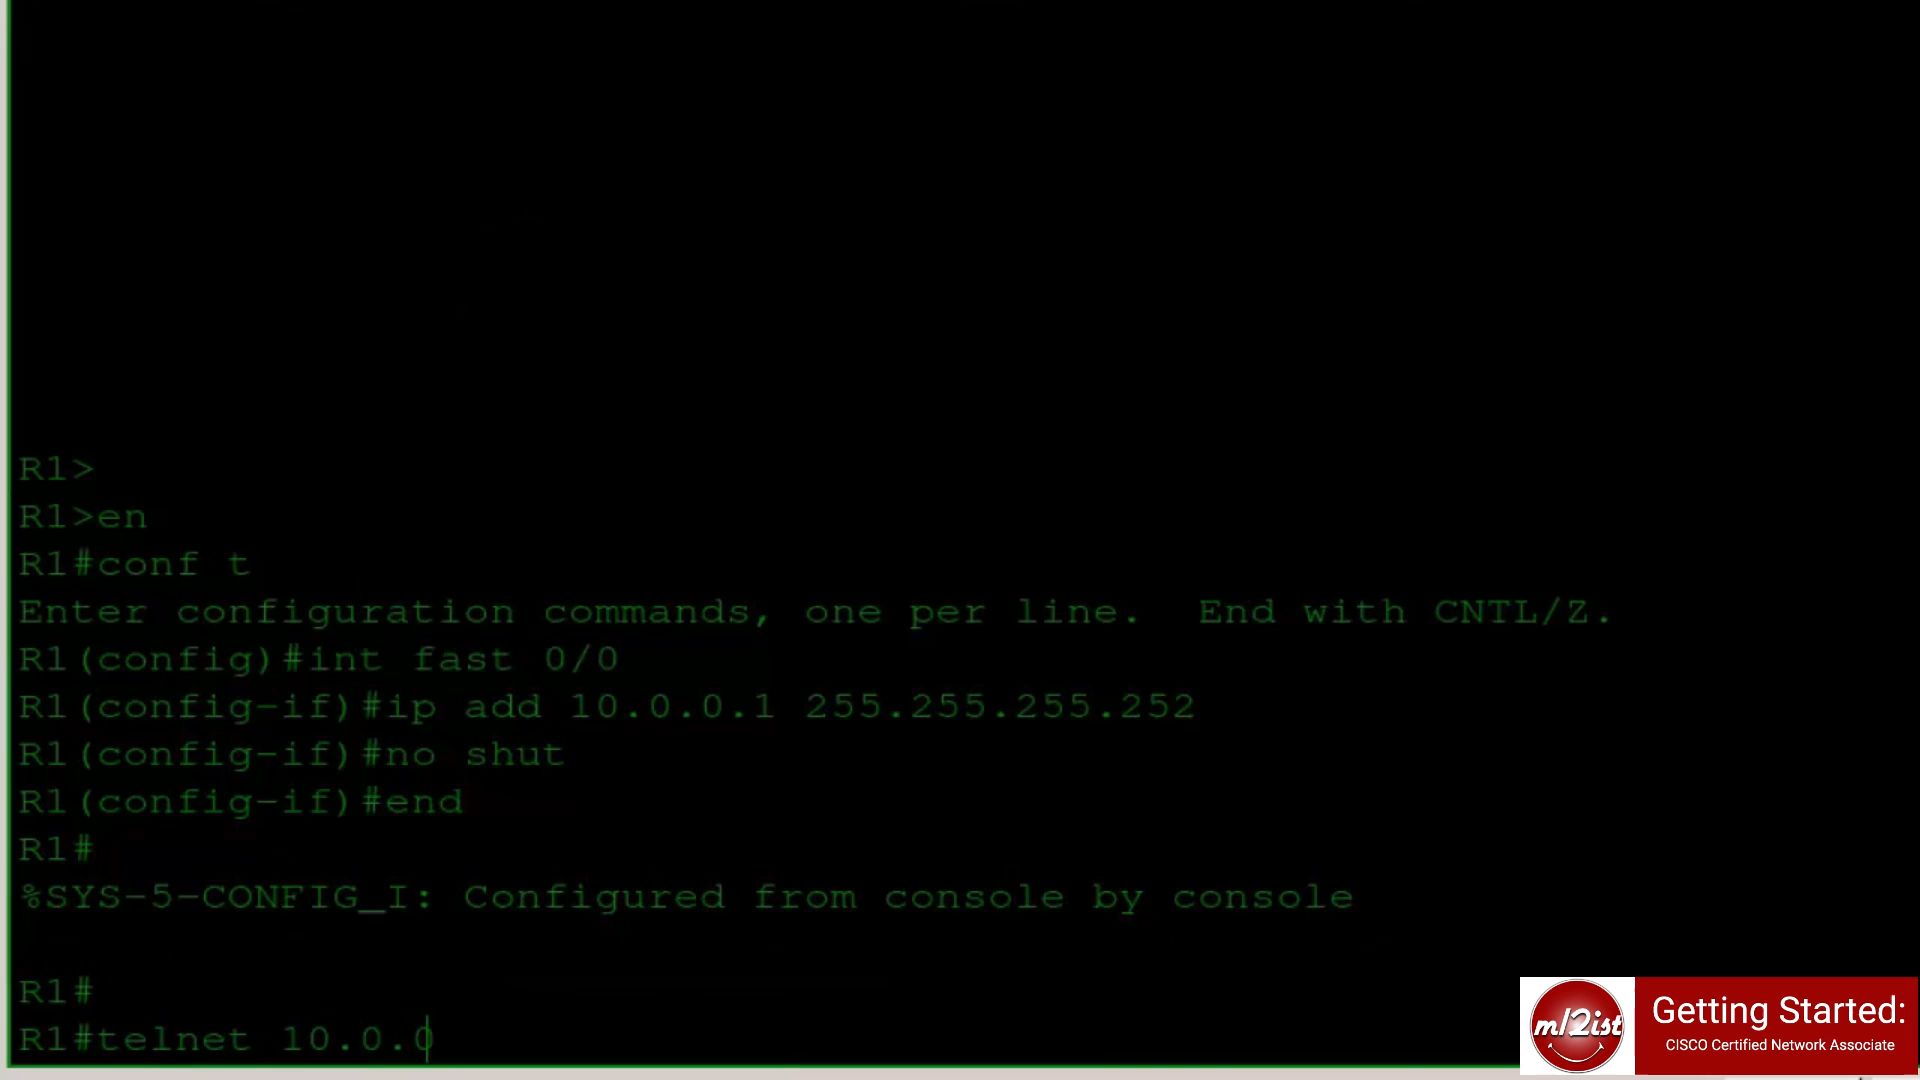 R1>
R1>en
R1#conf t
Enter configuration commands, one per line.  End with CNTL/Z.
R1(config)#int fast 0/0
R1(config-if)#ip add 10.0.0.1 255.255.255.252
R1(config-if)#no shut
R1(config-if)#end
R1#
%SYS-5-CONFIG_I: Configured from console by console
R1#
R1#telnet 10.0.0
ml2ist
Getting Started:
CISCO Certified Network Associate